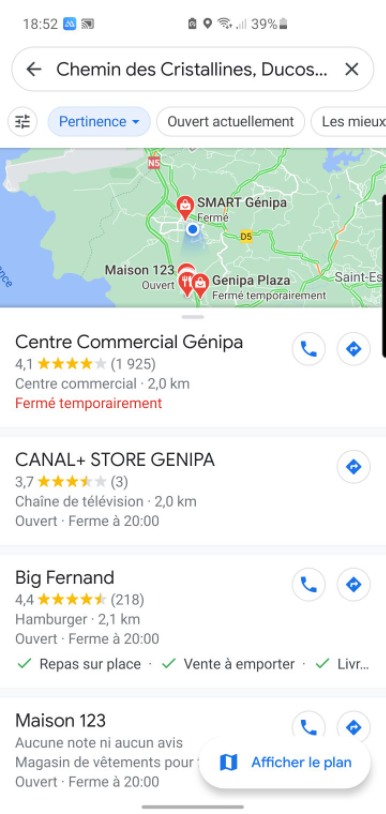 18:52 39%
Chemin des Cristallines, Ducos...
Pertinence Ouvert actuellement Les mieux
N5
SMART Génipa
Fermé
D5
Maison 123
Ouvert
Genipa Plaza
Fermé temporairement
Saint-Es
Centre Commercial Génipa
4,1 (1 925)
Centre commercial · 2,0 km
Fermé temporairement
CANAL+ STORE GENIPA
3,7 (3)
Chaîne de télévision · 2,0 km
Ouvert · Ferme à 20:00
Big Fernand
4,4 (218)
Hamburger · 2,1 km
Ouvert · Ferme à 20:00
Repas sur place · Vente à emporter · Livr...
Maison 123
Aucune note ni aucun avis
Magasin de vêtements pour
Ouvert · Ferme à 20:00
Afficher le plan